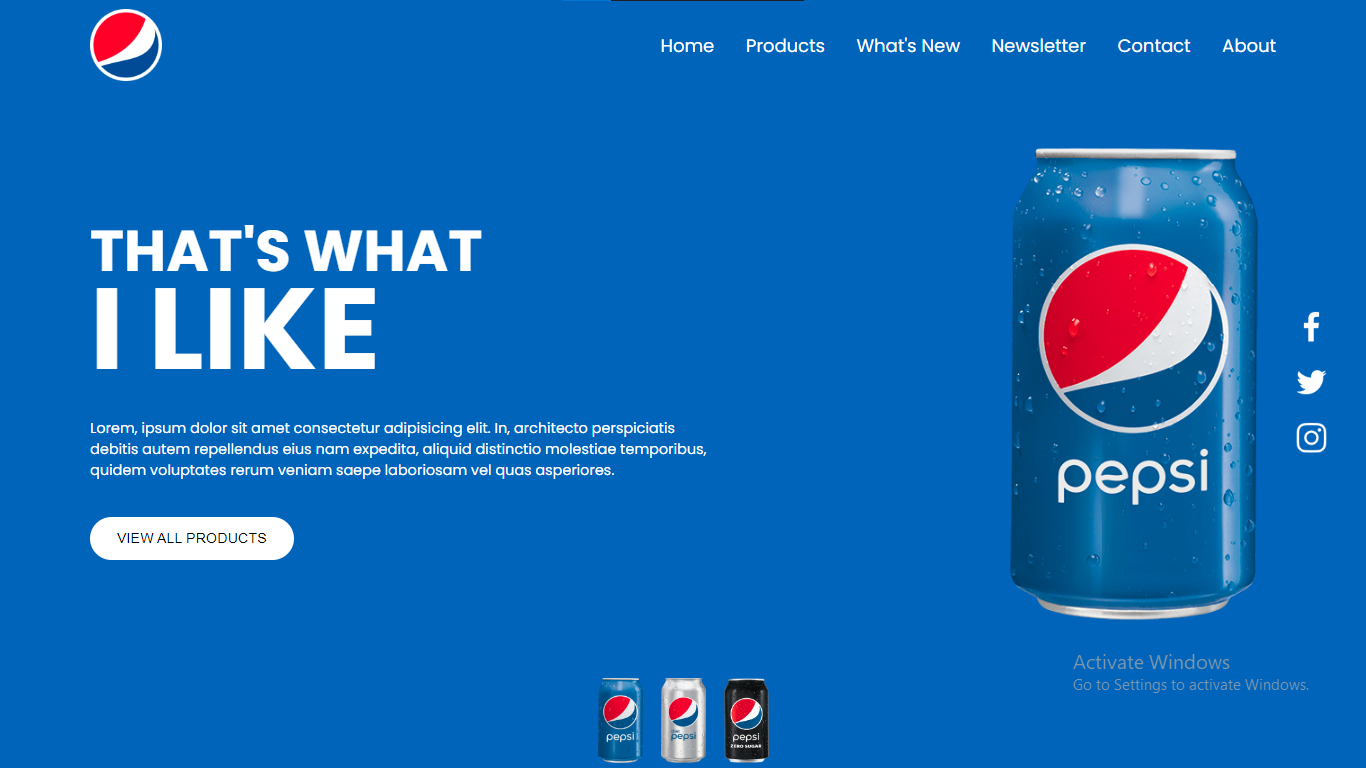 Home Products What's New Newsletter Contact About
THAT'S WHAT
I LIKE
Lorem, ipsum dolor sit amet consectetur adipisicing elit. In, architecto perspiciatis
debitis autem repellendus eius nam expedita, aliquid distinctio molestiae temporibus,
quidem voluptates rerum veniam saepe laboriosam vel quas asperiores.
VIEW ALL PRODUCTS
pepsi
Activate Windows
Go to Settings to activate Windows.
pepsi
diet
pepsi
pepsi
ZERO SUGAR